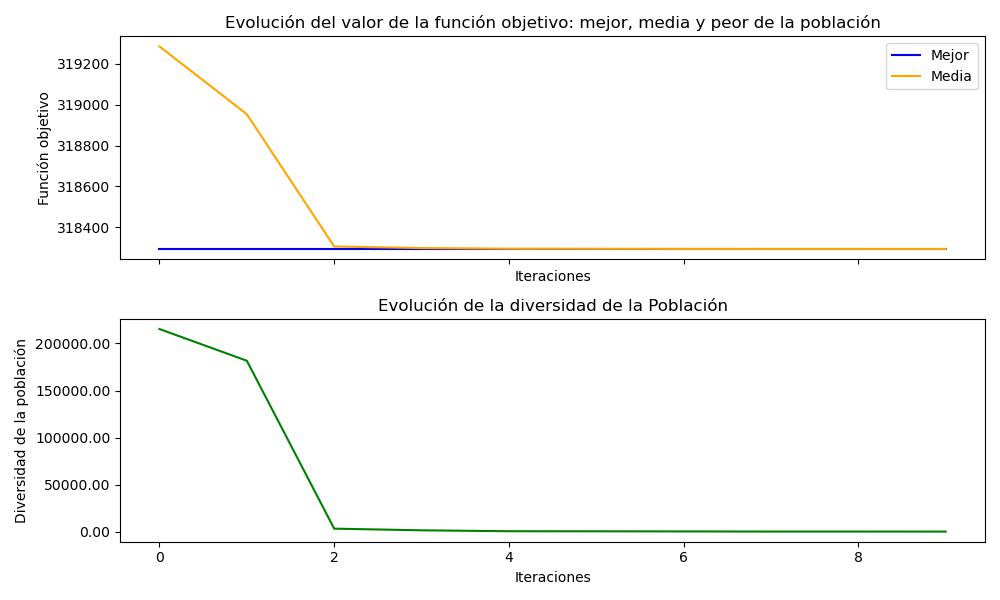 Evolución del valor de la función objetivo: mejor, media y peor de la población
Función objetivo
319200
319000
318800
318600
318400
Mejor
Media
Iteraciones
Evolución de la diversidad de la Población
Diversidad de la población
200000.00
150000.00
100000.00
50000.00
0.00
0 2 4 6 8
Iteraciones